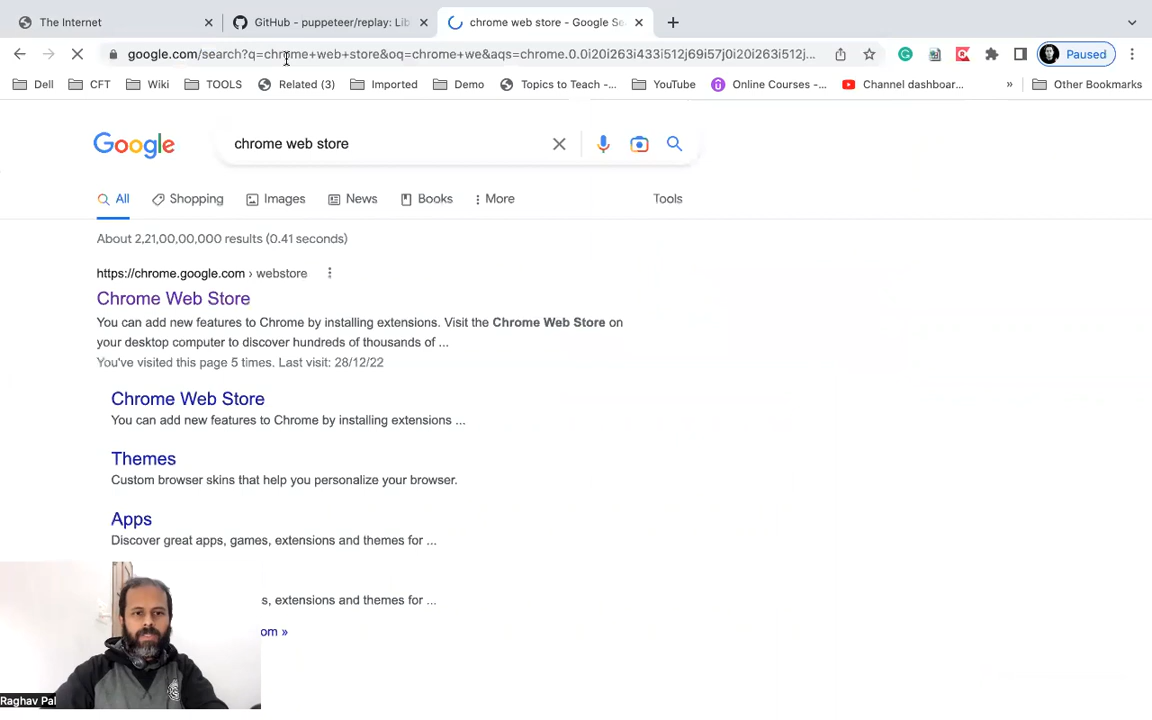 The Internet
GitHub - puppeteer/replay: Lib
chrome web store - Google Se
google.com/search?q=chrome+web+store&oq=chrome+we&aqs=chrome.0.0i20i263i433i512j69i57j0i20i263i512j...
Paused
Dell
CFT
Wiki
TOOLS
Related (3)
Imported
Demo
Topics to Teach -...
YouTube
Online Courses -...
Channel dashboar...
»
Other Bookmarks
Google
chrome web store
All
Shopping
Images
News
Books
More
Tools
About 2,21,00,00,000 results (0.41 seconds)
https://chrome.google.com › webstore
Chrome Web Store
You can add new features to Chrome by installing extensions. Visit the Chrome Web Store on
your desktop computer to discover hundreds of thousands of ...
You've visited this page 5 times. Last visit: 28/12/22
Chrome Web Store
You can add new features to Chrome by installing extensions ...
Themes
Custom browser skins that help you personalize your browser.
Apps
Discover great apps, games, extensions and themes for ...
s, extensions and themes for ...
om »
Raghav Pal